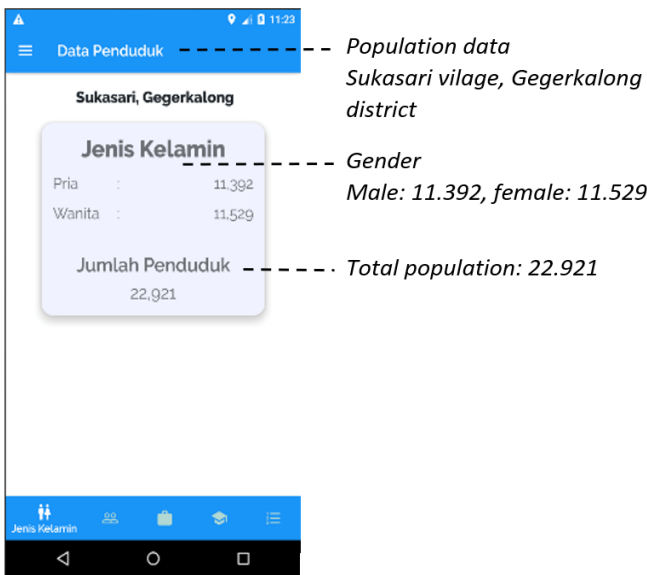 11:23
Data Penduduk
Sukasari, Gegerkalong
Jenis Kelamin
Pria : 11,392
Wanita : 11,529
Jumlah Penduduk
22,921
Jenis Kelamin
Population data
Sukasari vilage, Gegerkalong
district
Gender
Male: 11.392, female: 11.529
Total population: 22.921